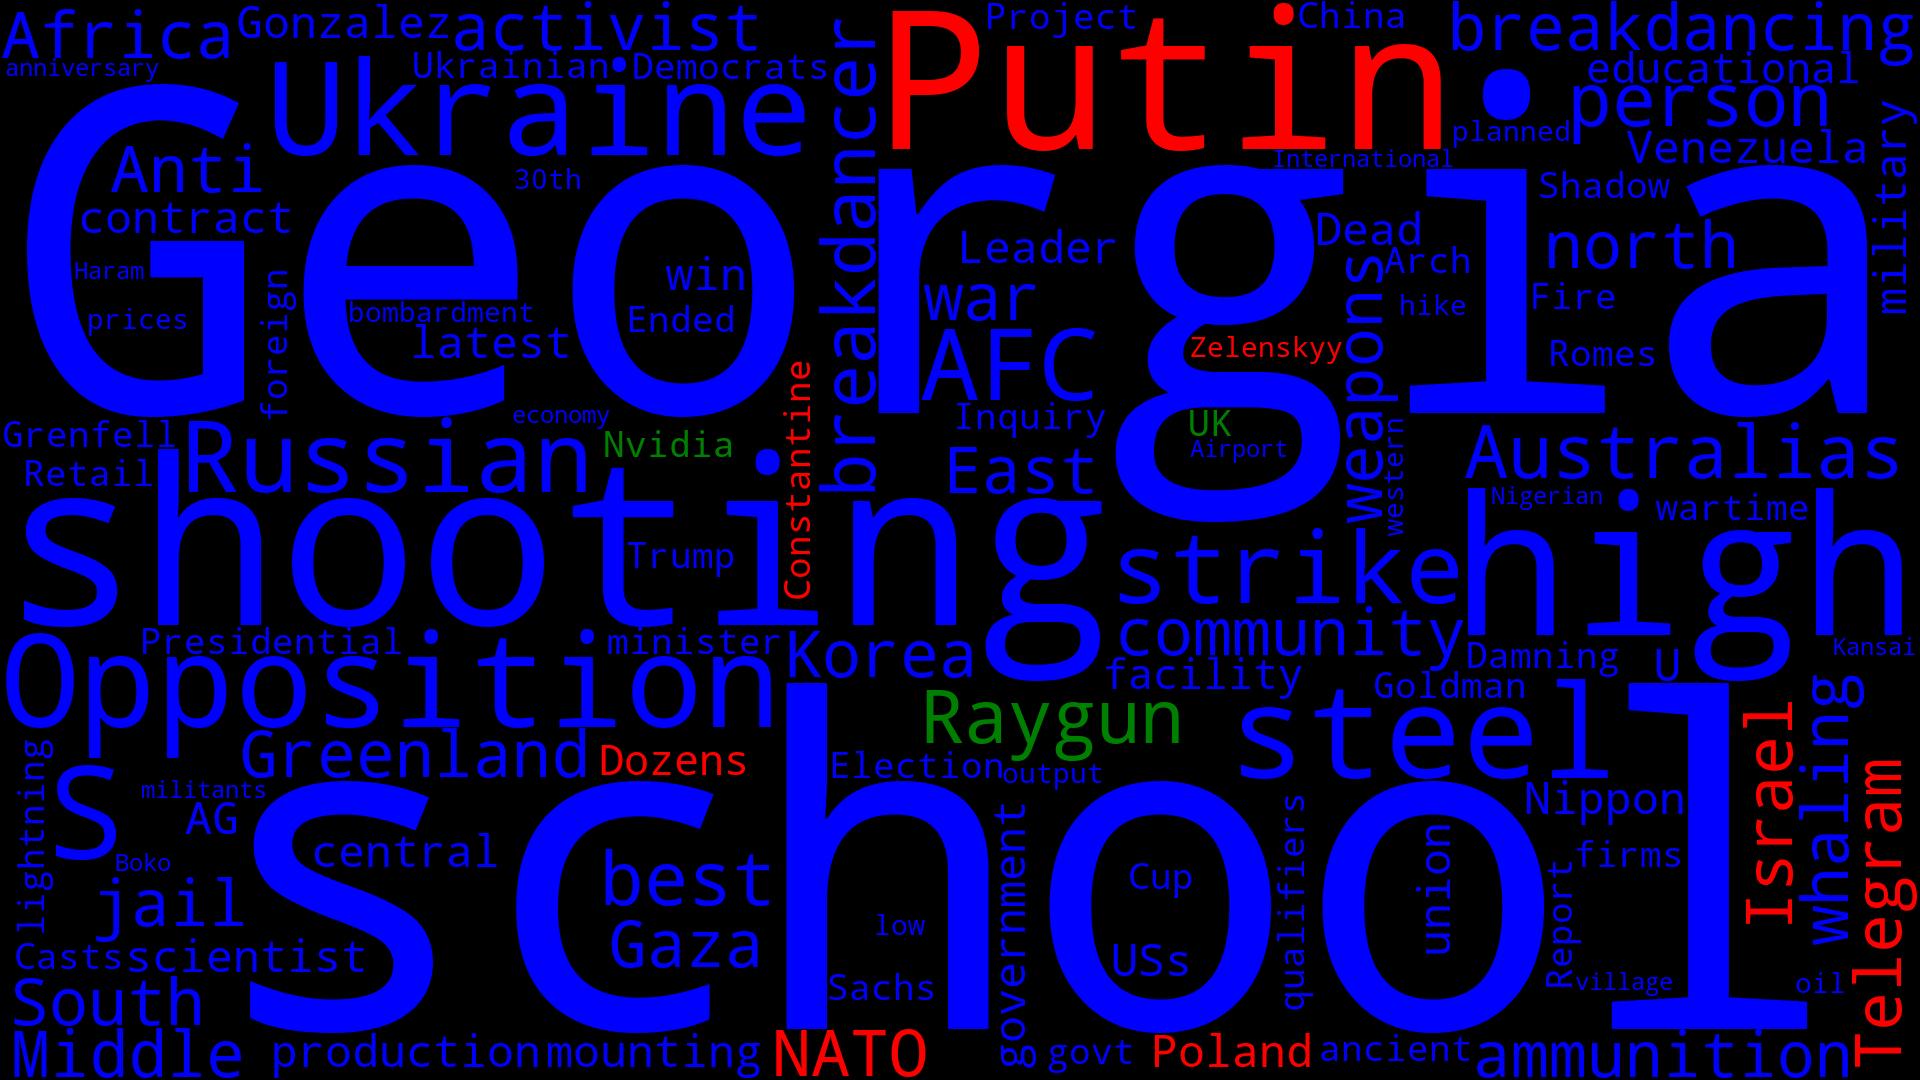 Africa
Gonzalez
activist
Putin
Project
China
breakdancing
anniversary
Ukraine
Ukrainian
Democrats
breakdancer
educational
person
planned
Venezuela
military
Georgia
Anti
30th
International
Shadow
contract
Leader
Dead
north
Haram
win
Arch
prices
foreign
bombardment
Ended
war
hike
Fire
latest
AFC
Zelenskyy
weapons
Romes
economy
Constantine
Inquiry
UK
Grenfell
Russian
Nvidia
East
Airport
western
Australias
Retail
shooting
Nigerian
wartime
high
Trump
strike
Presidential
minister
Korea
community
Damning
U
Kansai
Opposition
facility
Goldman
Raygun
steel
Israel
whaling
Greenland
Dozens
Election
output
lightning
S
militants
AG
school
Nippon
Telegram
central
Boko
best
Cup
government
qualifiers
union
Report
firms
jail
Gaza
low
USs
Casts
scientist
Sachs
village
oil
South
Middle
production
mounting
NATO
govt
Poland
ancient
ammunition